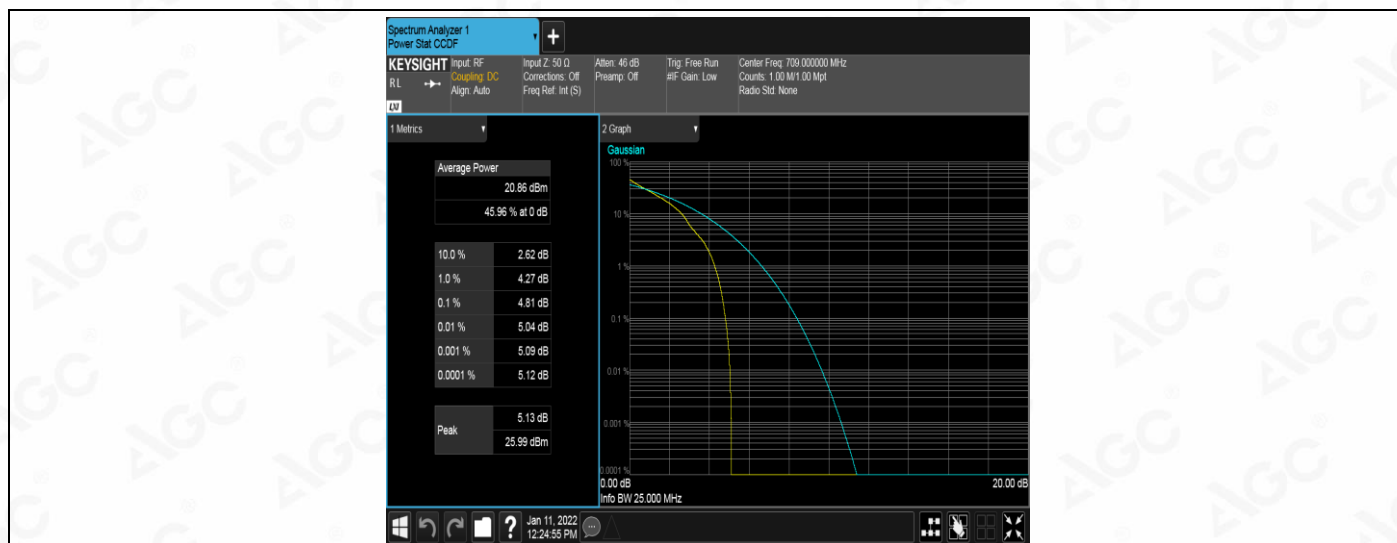 Spectrum Analyzer 1
Power Stat CCDF
KEYSIGHT
R L
LXI
Input: RF
Coupling: DC
Align: Auto
Input Z: 50 Ω
Corrections: Off
Freq Ref: Int (S)
Atten: 46 dB
Preamp: Off
Trig: Free Run
#IF Gain: Low
Center Freq: 709.000000 MHz
Counts: 1.00 M/1.00 Mpt
Radio Std: None
1 Metrics
Average Power
20.86 dBm
45.96 % at 0 dB
10.0 % 2.62 dB
1.0 % 4.27 dB
0.1 % 4.81 dB
0.01 % 5.04 dB
0.001 % 5.09 dB
0.0001 % 5.12 dB
Peak
5.13 dB
25.99 dBm
2 Graph
Gaussian
100 %
10 %
1 %
0.1 %
0.01 %
0.001 %
0.0001 %
0.00 dB
20.00 dB
Info BW 25.000 MHz
Jan 11, 2022
12:24:55 PM
AGC